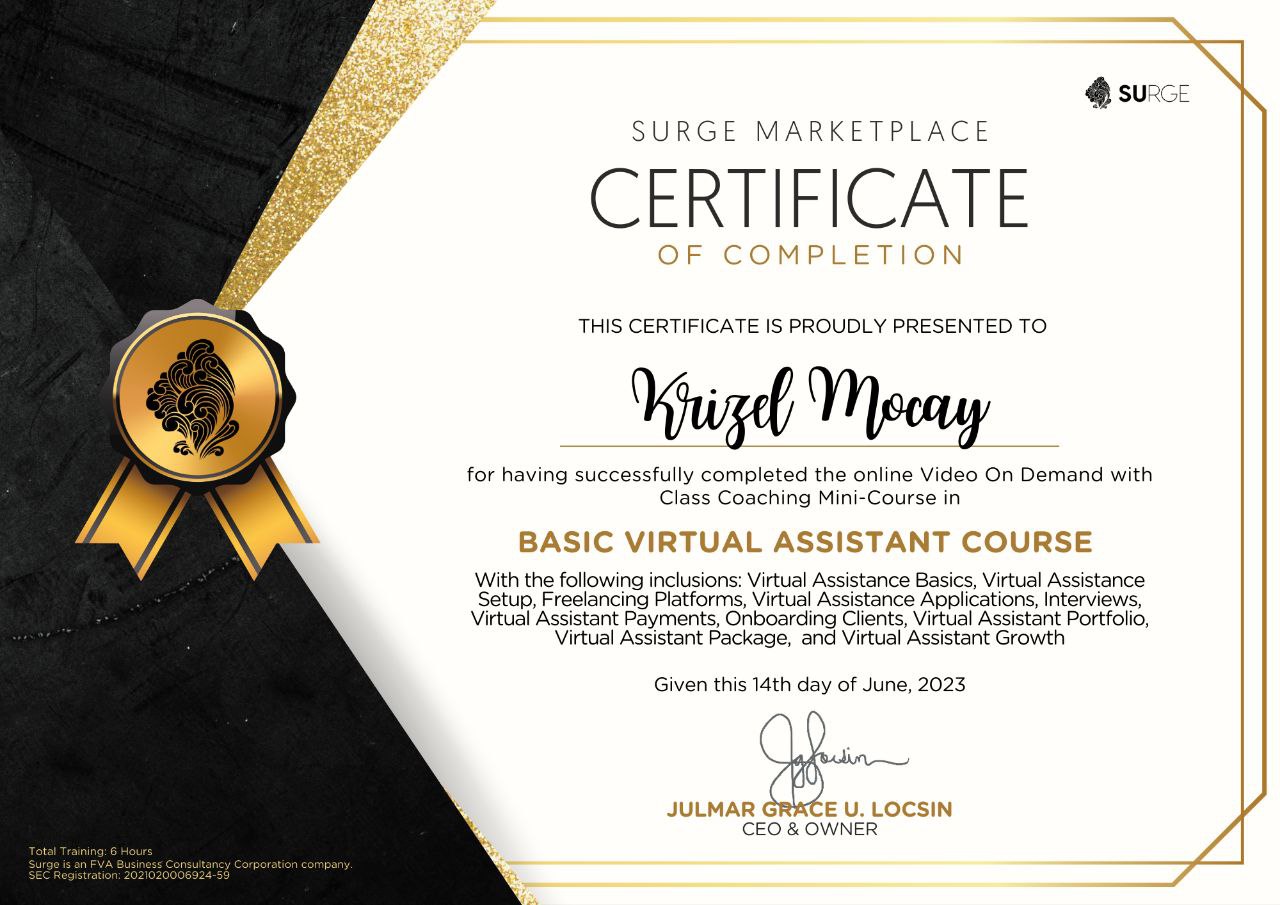 SURGE
SURGE MARKETPLACE
CERTIFICATE
OF COMPLETION
THIS CERTIFICATE IS PROUDLY PRESENTED TO
Krizel Mocay
for having successfully completed the online Video On Demand with
Class Coaching Mini-Course in
BASIC VIRTUAL ASSISTANT COURSE
With the following inclusions: Virtual Assistance Basics, Virtual Assistance
Setup, Freelancing Platforms, Virtual Assistance Applications, Interviews,
Virtual Assistant Payments, Onboarding Clients, Virtual Assistant Portfolio,
Virtual Assistant Package, and Virtual Assistant Growth
Given this 14th day of June, 2023
JGLocsin
JULMAR GRACE U. LOCSIN
CEO & OWNER
Total Training: 6 Hours
Surge is an FVA Business Consultancy Corporation company.
SEC Registration: 2021020006924-59